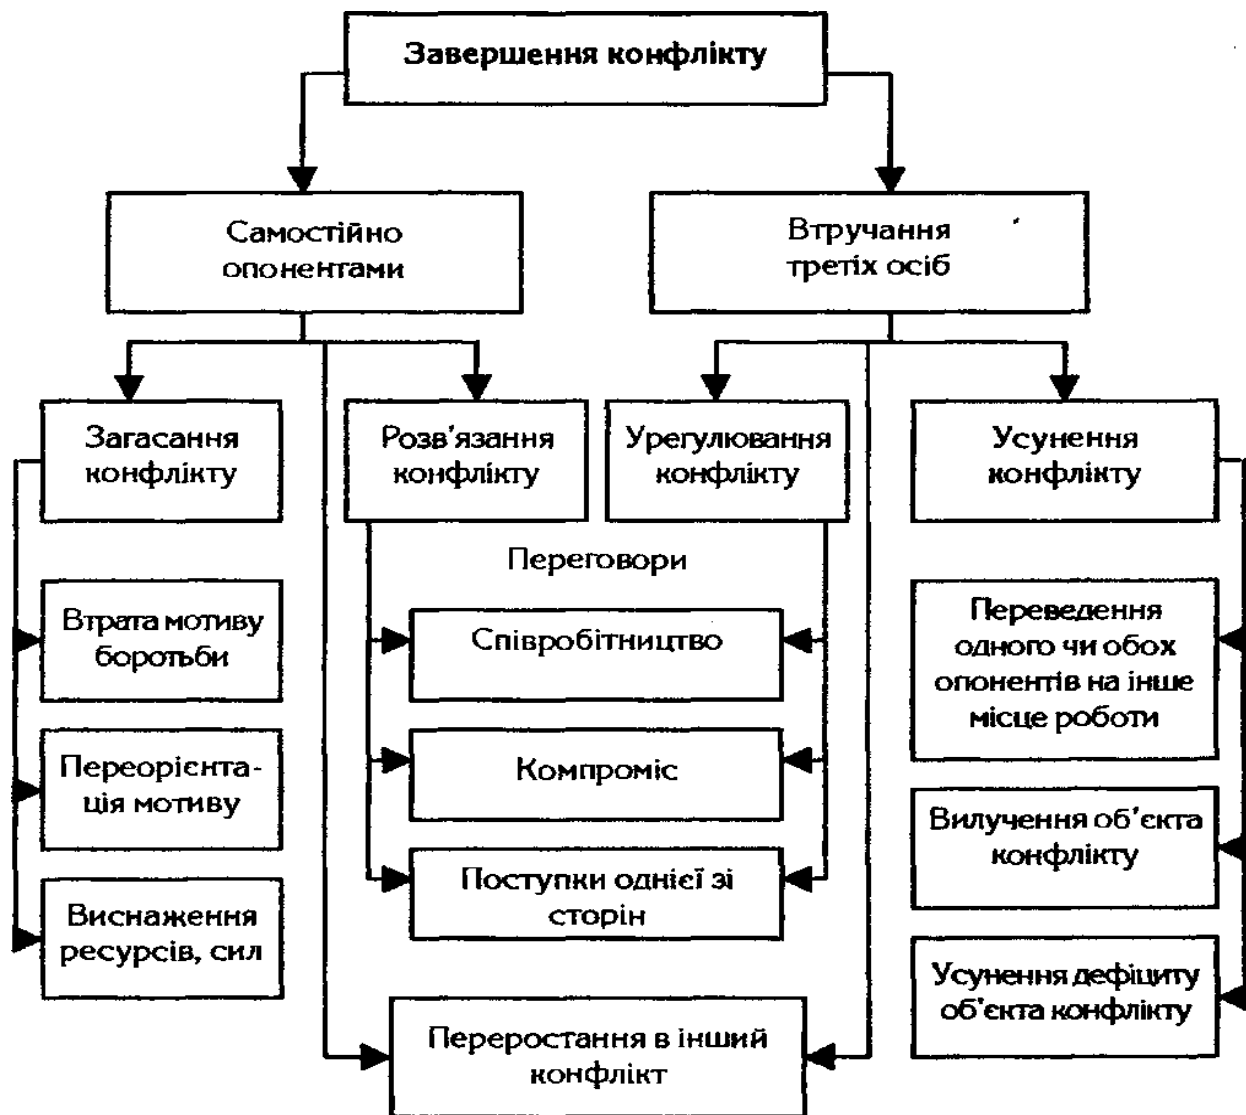 Завершення конфлікту
Самостійно
опонентами
Втручання
третіх осіб
Загасання
конфлікту
Розв'язання
конфлікту
Урегулювання
конфлікту
Усунення
конфлікту
Переговори
Втрата мотиву
боротьби
Переорієнта-
ція мотиву
Виснаження
ресурсів, сил
Співробітництво
Компроміс
Поступки однієї зі
сторін
Переведення
одного чи обох
опонентів на інше
місце роботи
Вилучення об'єкта
конфлікту
Усунення дефіциту
об'єкта конфлікту
Переростання в інший
конфлікт